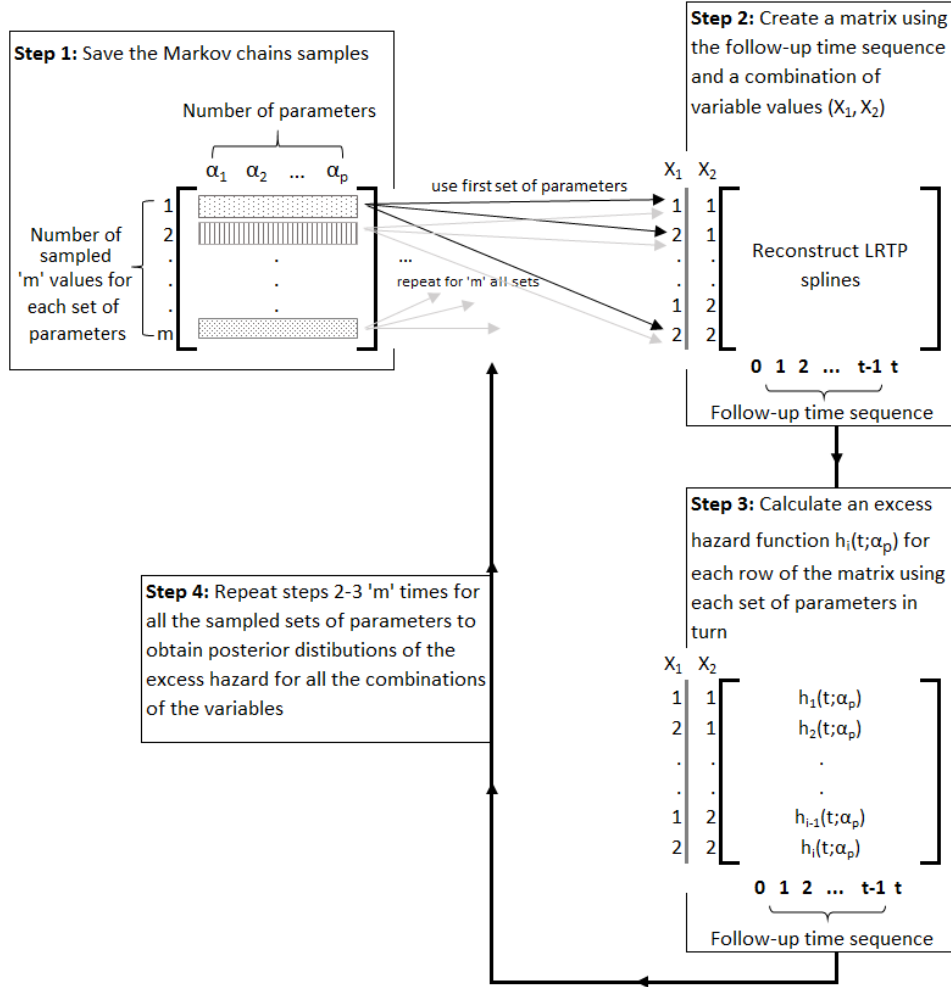 Step 1: Save the Markov chains samples
Number of parameters
α1 α2 ... αp
1
2
.
.
.
m
Number of
sampled
'm' values for
each set of
parameters
.
.
use first set of parameters
...
repeat for 'm' all sets
Step 2: Create a matrix using
the follow-up time sequence
and a combination of
variable values (X1, X2)
X1 X2
1 1
2 1
. .
. .
1 2
2 2
Reconstruct LRTP
splines
0 1 2 ... t-1 t
Follow-up time sequence
Step 3: Calculate an excess
hazard function hi(t;αp) for
each row of the matrix using
each set of parameters in
turn
X1 X2
1 1 h1(t;αp)
2 1 h2(t;αp)
. . .
. . .
1 2 hi-1(t;αp)
2 2 hi(t;αp)
0 1 2 ... t-1 t
Follow-up time sequence
Step 4: Repeat steps 2-3 'm' times for
all the sampled sets of parameters to
obtain posterior distibutions of the
excess hazard for all the combinations
of the variables